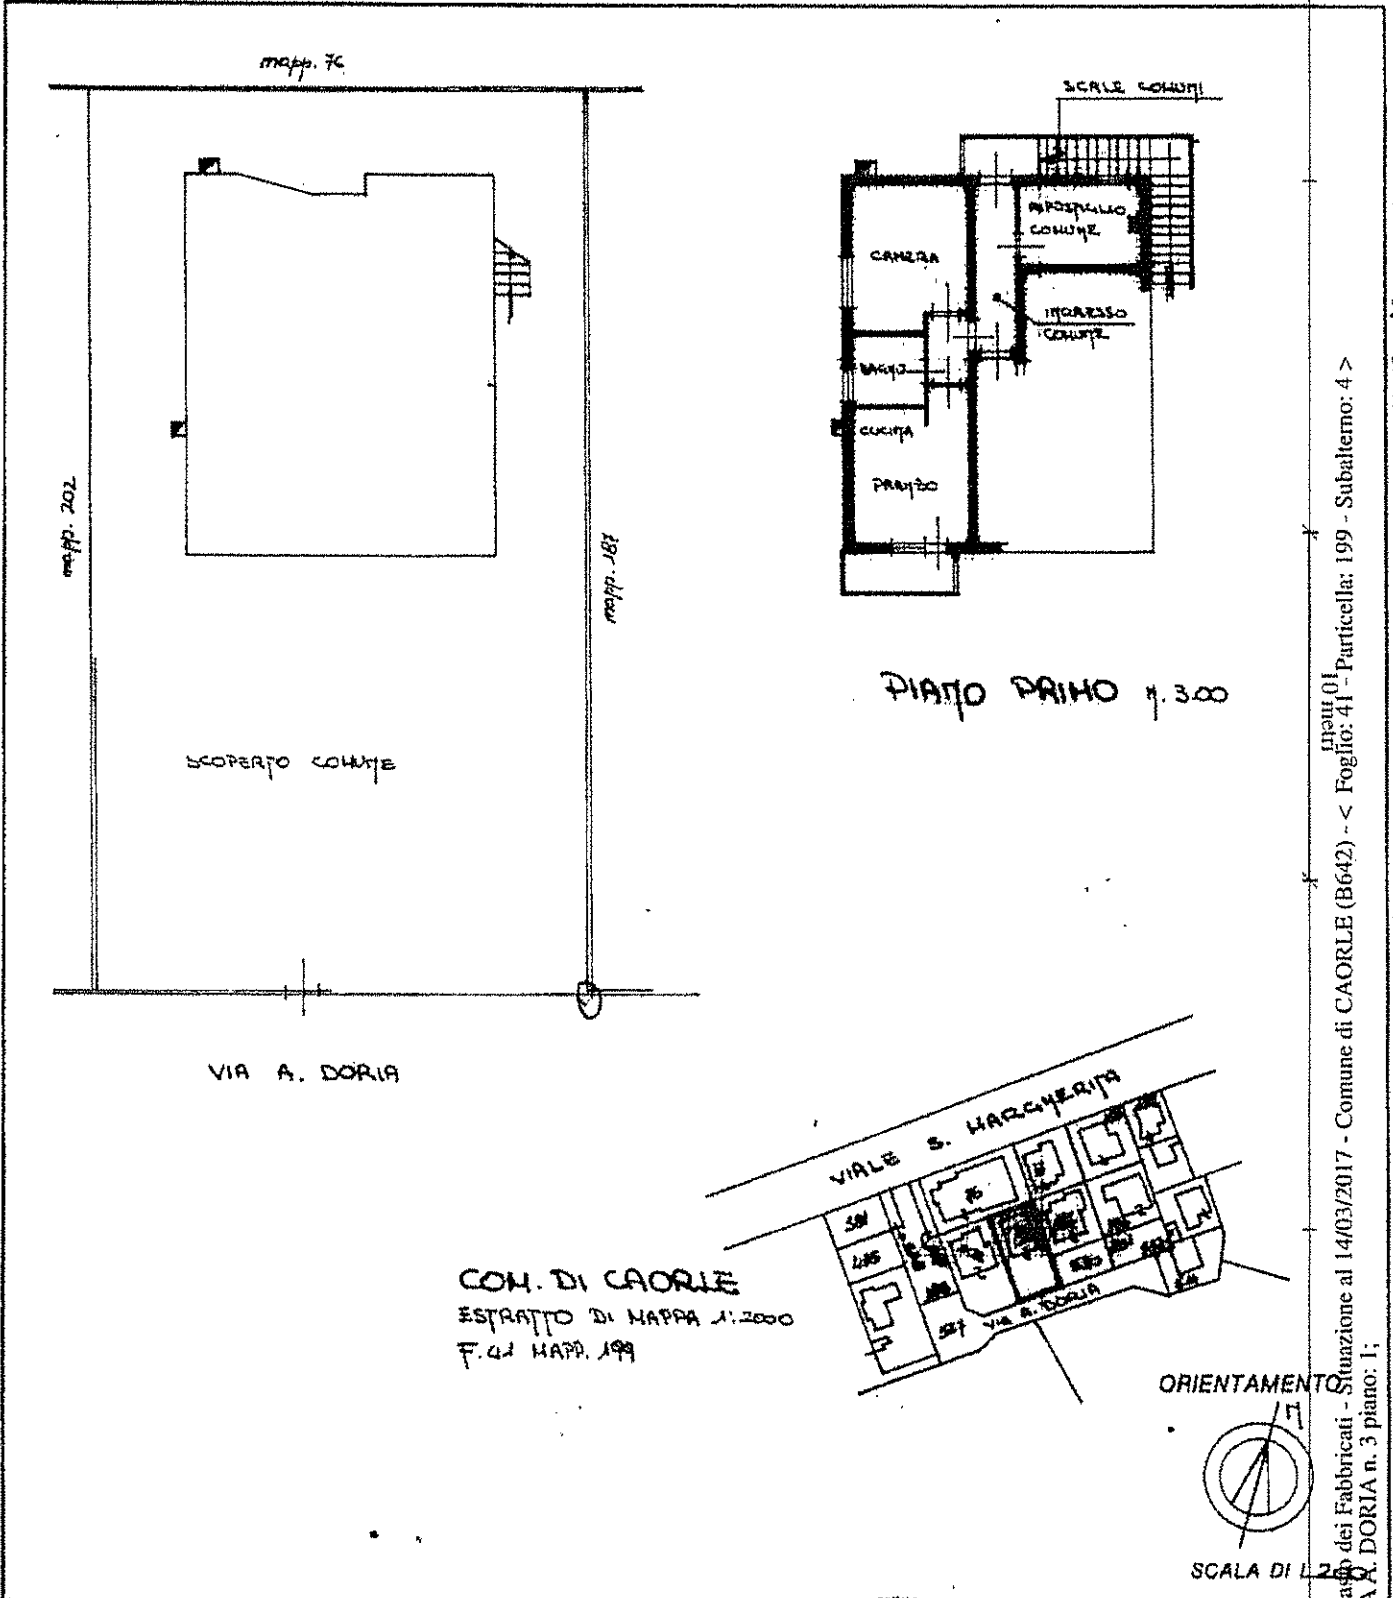 mapp. 76
SCALE COMUNI
RIPOSTIGLIO
COMUNE
CAMERA
INGRESSO
COMUNE
BAGNO
CUCINA
PRANZO
mapp. 202
mapp. 187
PIANO PRIMO H. 3.00
SCOPERTO COMUNE
VIA A. DORIA
VIALE S. MARGHERITA
76
527
VIA A. DORIA
COM. DI CAORLE
ESTRATTO DI MAPPA 1:2000
F. 41 MAPP. 199
ORIENTAMENTO
N
SCALA DI 1:200
10 metri
dei Fabbricati - Situazione al 14/03/2017 - Comune di CAORLE (B642) - < Foglio: 41 - Particella: 199 - Subalterno: 4 >
A. DORIA n. 3 piano: 1;